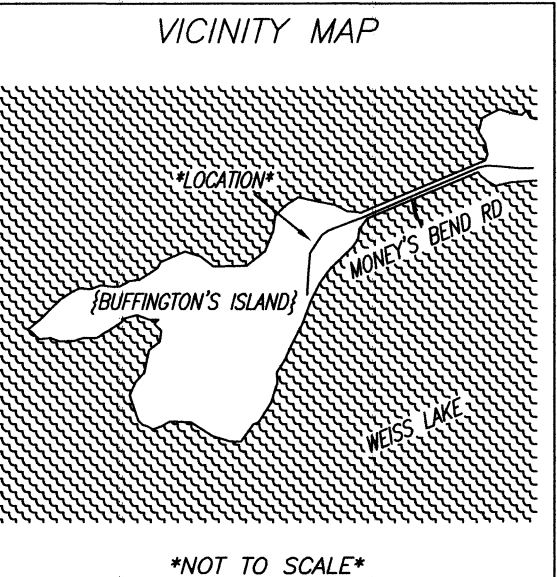 VICINITY MAP
*LOCATION*
MONEY'S BEND RD
{BUFFINGTON'S ISLAND}
WEISS LAKE
*NOT TO SCALE*